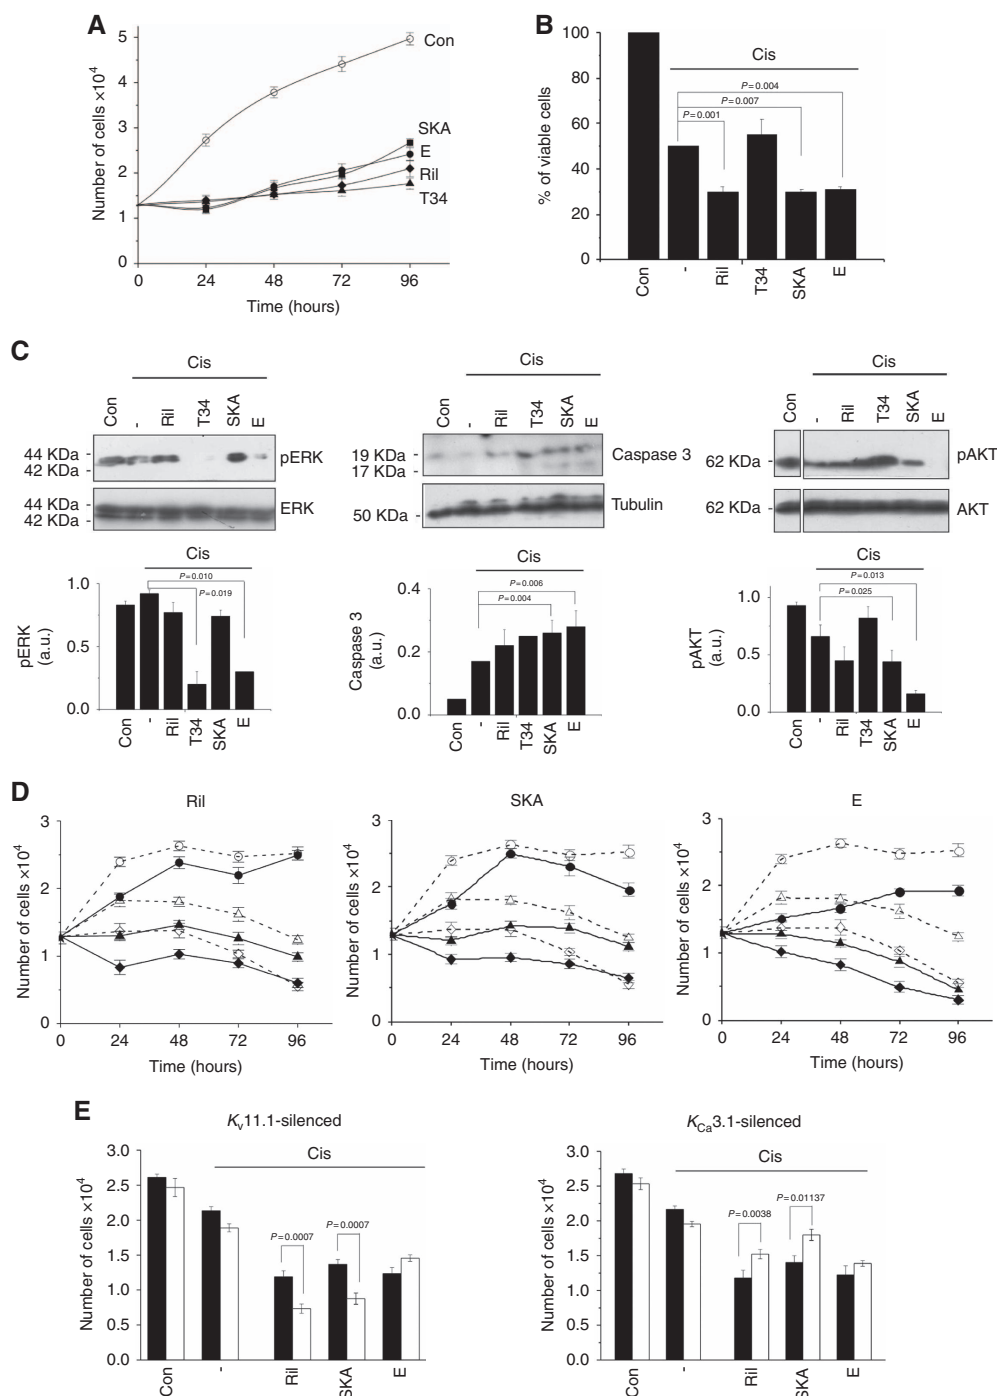 A
Number of cells ×10⁴
5
4
3
2
1
0
0 24 48 72 96
Time (hours)
Con
SKA
E
Ril
T34
B
% of viable cells
100
80
60
40
20
0
Cis
P=0.004
P=0.007
P=0.001
Con - Ril T34 SKA E
C
Cis
Con - Ril T34 SKA E
44 KDa
42 KDa
pERK
44 KDa
42 KDa
ERK
Cis
P=0.010
P=0.019
pERK
(a.u.)
1.0
0.5
0.0
Con - Ril T34 SKA E
Cis
Con - Ril T34 SKA E
19 KDa
17 KDa
Caspase 3
50 KDa
Tubulin
Cis
P=0.006
P=0.004
Caspase 3
(a.u.)
0.4
0.2
0.0
Con - Ril T34 SKA E
Cis
Con - Ril T34 SKA E
62 KDa
pAKT
62 KDa
AKT
Cis
P=0.013
P=0.025
pAKT
(a.u.)
1.0
0.5
0.0
Con - Ril T34 SKA E
D
Ril
Number of cells ×10⁴
3
2
1
0
0 24 48 72 96
Time (hours)
SKA
Number of cells ×10⁴
3
2
1
0
0 24 48 72 96
Time (hours)
E
Number of cells ×10⁴
3
2
1
0
0 24 48 72 96
Time (hours)
E
Kv11.1-silenced
Cis
Number of cells ×10⁴
3.0
2.5
2.0
1.5
1.0
0.5
0.0
P=0.0007
P=0.0007
Con - Ril SKA E
KCa3.1-silenced
Cis
Number of cells ×10⁴
3.0
2.5
2.0
1.5
1.0
0.5
0.0
P=0.0038
P=0.01137
Con - Ril SKA E